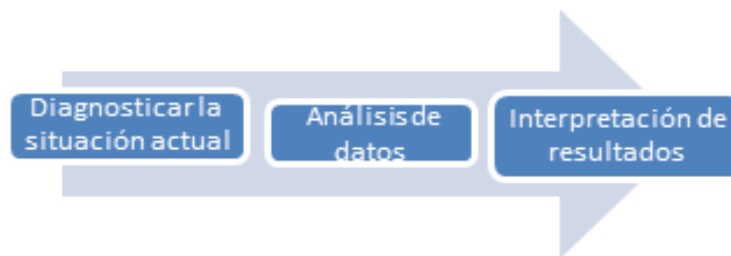 Diagnosticar la
situación actual
Análisis de
datos
Interpretación de
resultados